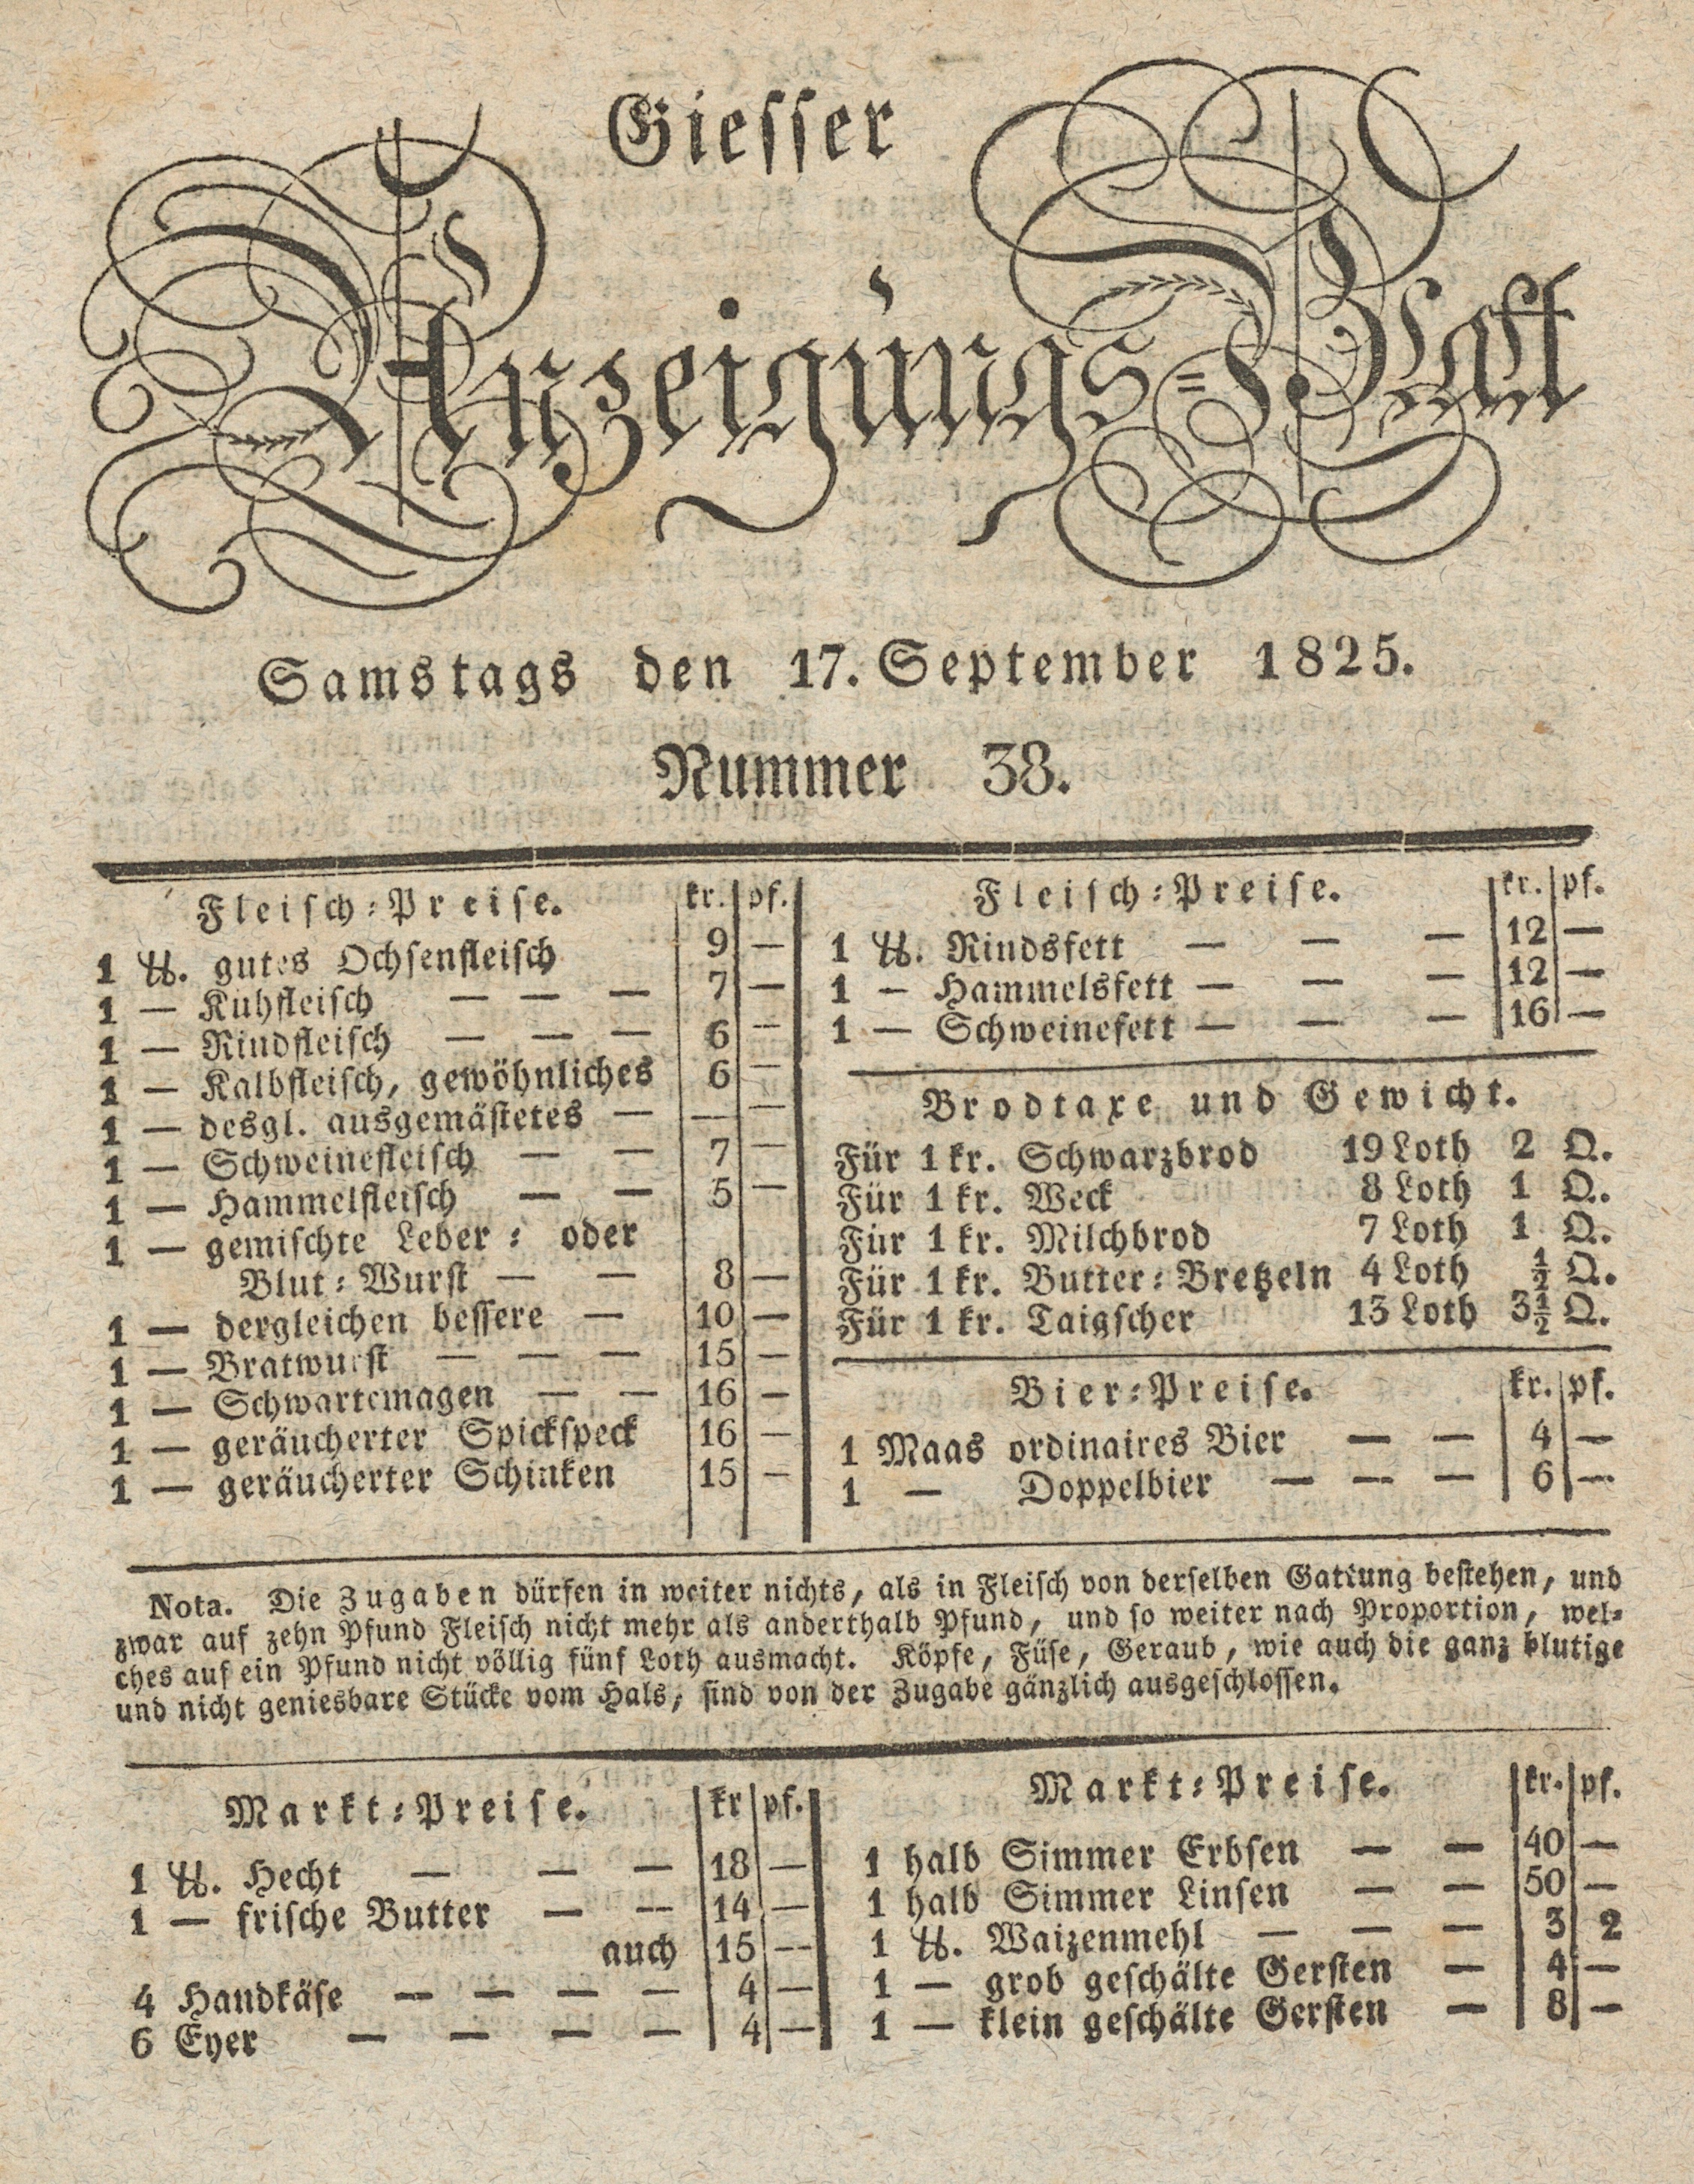 Giesser
Anzeigungs=Blatt
Samstags den 17. September 1825.
Nummer 38.
Fleisch=Preise. kr. pf.
1 ℔. gutes Ochsenfleisch 9 —
1 — Kuhfleisch — — — 7 —
1 — Rindfleisch — — — 6 —
1 — Kalbfleisch, gewöhnliches 6 —
1 — desgl. ausgemästetes — — —
1 — Schweinefleisch — — 7 —
1 — Hammelfleisch — — 5 —
1 — gemischte Leber= oder
Blut=Wurst — — 8 —
1 — dergleichen bessere — 10 —
1 — Bratwurst — — — 15 —
1 — Schwartemagen — — 16 —
1 — geräucherter Spickspeck 16 —
1 — geräucherter Schinken 15 —
Fleisch=Preise. kr. pf.
1 ℔. Rindsfett — — — 12 —
1 — Hammelsfett — — — 12 —
1 — Schweinefett — — — 16 —
Brodtaxe und Gewicht.
Für 1 kr. Schwarzbrod 19 Loth 2 Q.
Für 1 kr. Weck 8 Loth 1 Q.
Für 1 kr. Milchbrod 7 Loth 1 Q.
Für 1 kr. Butter=Bretzeln 4 Loth ½ Q.
Für 1 kr. Taigscher 13 Loth 3½ Q.
Bier=Preise. kr. pf.
1 Maas ordinaires Bier — — 4 —
1 — Doppelbier — — — 6 —
Nota. Die Zugaben dürfen in weiter nichts, als in Fleisch von derselben Gattung bestehen, und
zwar auf zehn Pfund Fleisch nicht mehr als anderthalb Pfund, und so weiter nach Proportion, wel=
ches auf ein Pfund nicht völlig fünf Loth ausmacht. Köpfe, Füse, Geraub, wie auch die ganz blutige
und nicht geniesbare Stücke vom Hals, sind von der Zugabe gänzlich ausgeschlossen.
Markt=Preise. kr pf.
1 ℔. Hecht — — — 18 —
1 — frische Butter — — 14 —
auch 15 —
4 Handkäse — — — — 4 —
6 Eyer — — — — 4 —
Markt=Preise. kr. pf.
1 halb Simmer Erbsen — — 40 —
1 halb Simmer Linsen — — 50 —
1 ℔. Waizenmehl — — — 3 2
1 — grob geschälte Gersten — 4 —
1 — klein geschälte Gersten — 8 —